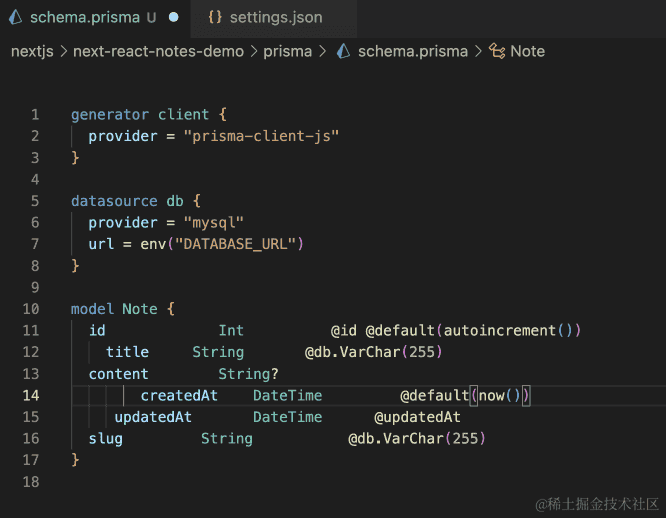 schema.prisma U settings.json
nextjs > next-react-notes-demo > prisma > schema.prisma > Note
1 generator client {
2 provider = "prisma-client-js"
3 }
4
5 datasource db {
6 provider = "mysql"
7 url = env("DATABASE_URL")
8 }
9
10 model Note {
11 id Int @id @default(autoincrement())
12 title String @db.VarChar(255)
13 content String?
14 createdAt DateTime @default(now())
15 updatedAt DateTime @updatedAt
16 slug String @db.VarChar(255)
17 }
18
@稀土掘金技术社区